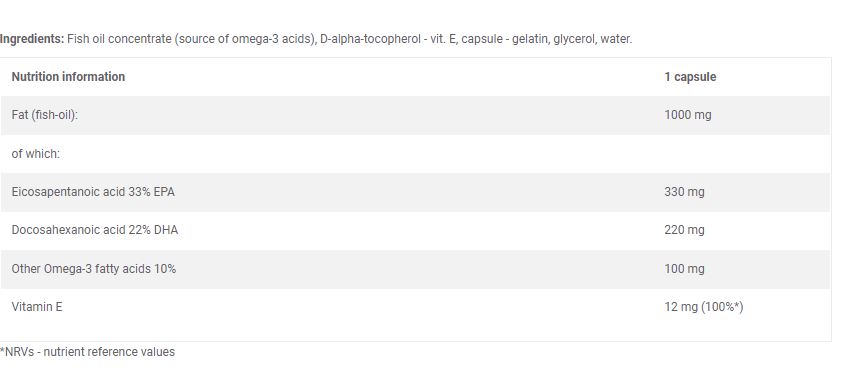 Ingredients: Fish oil concentrate (source of omega-3 acids), D-alpha-tocopherol - vit. E, capsule - gelatin, glycerol, water.
Nutrition information 1 capsule
Fat (fish-oil): 1000 mg
of which:
Eicosapentanoic acid 33% EPA 330 mg
Docosahexanoic acid 22% DHA 220 mg
Other Omega-3 fatty acids 10% 100 mg
Vitamin E 12 mg (100%*)
*NRVs - nutrient reference values